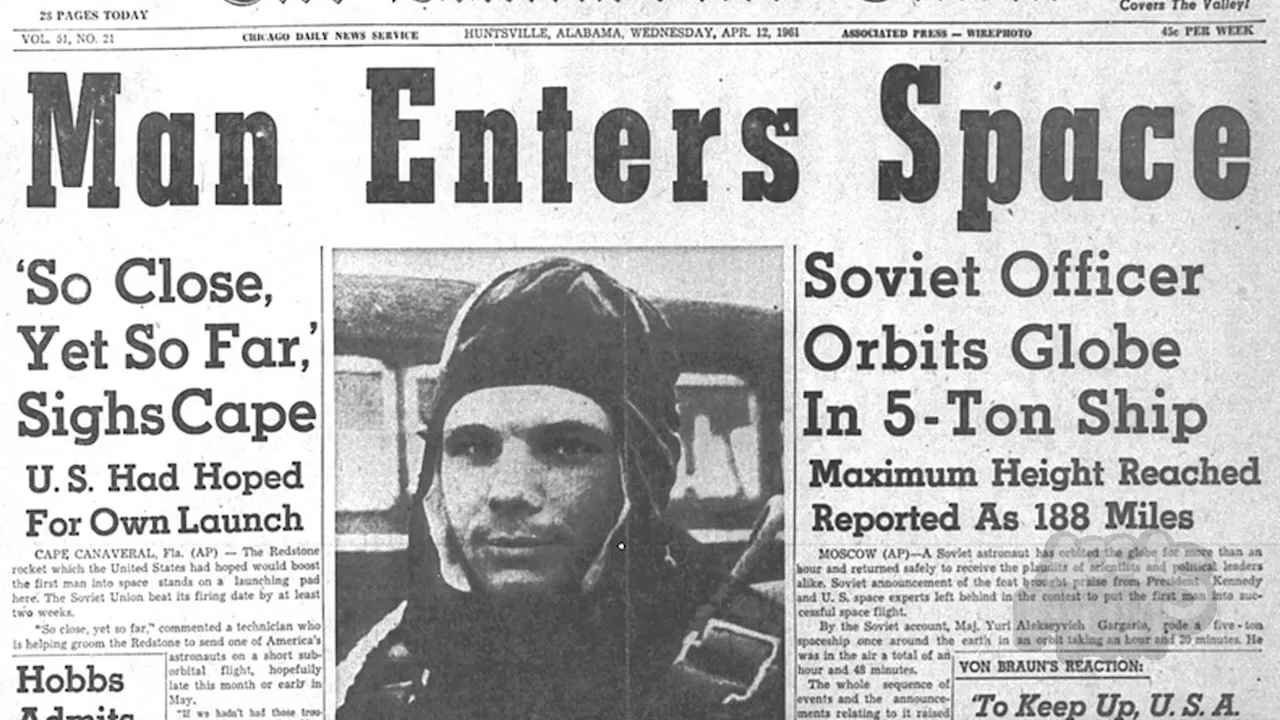 28 PAGES TODAY
Covers The Valley!
VOL. 51, NO. 21
CHICAGO DAILY NEWS SERVICE
HUNTSVILLE, ALABAMA, WEDNESDAY, APR. 12, 1961
ASSOCIATED PRESS — WIREPHOTO
45c PER WEEK
Man Enters Space
'So Close,
Yet So Far,'
Sighs Cape
U. S. Had Hoped
For Own Launch
CAPE CANAVERAL, Fla. (AP) — The Redstone
rocket which the United States had hoped would boost
the first man into space stands on a launching pad
here. The Soviet Union beat its firing date by at least
two weeks.
"So close, yet so far," commented a technician who
is helping groom the Redstone to send one of America's
astronauts on a short sub-
orbital flight, hopefully
late this month or early in
May.
"If we hadn't had those trou-
Hobbs
Admits
Soviet Officer
Orbits Globe
In 5-Ton Ship
Maximum Height Reached
Reported As 188 Miles
MOSCOW (AP)—A Soviet astronaut has orbited the globe for more than an
hour and returned safely to receive the plaudits of scientists and political leaders
alike. Soviet announcement of the feat brought praise from President Kennedy
and U. S. space experts left behind in the contest to put the first man into suc-
cessful space flight.
By the Soviet account, Maj. Yuri Alekseyvich Gargaria, rode a five-ton
spaceship once around the earth in an orbit taking an hour and 29 minutes. He
was in the air a total of an
hour and 48 minutes.
The whole sequence of
events and the announce-
ments relating to it raised
VON BRAUN'S REACTION:
'To Keep Up, U. S. A.